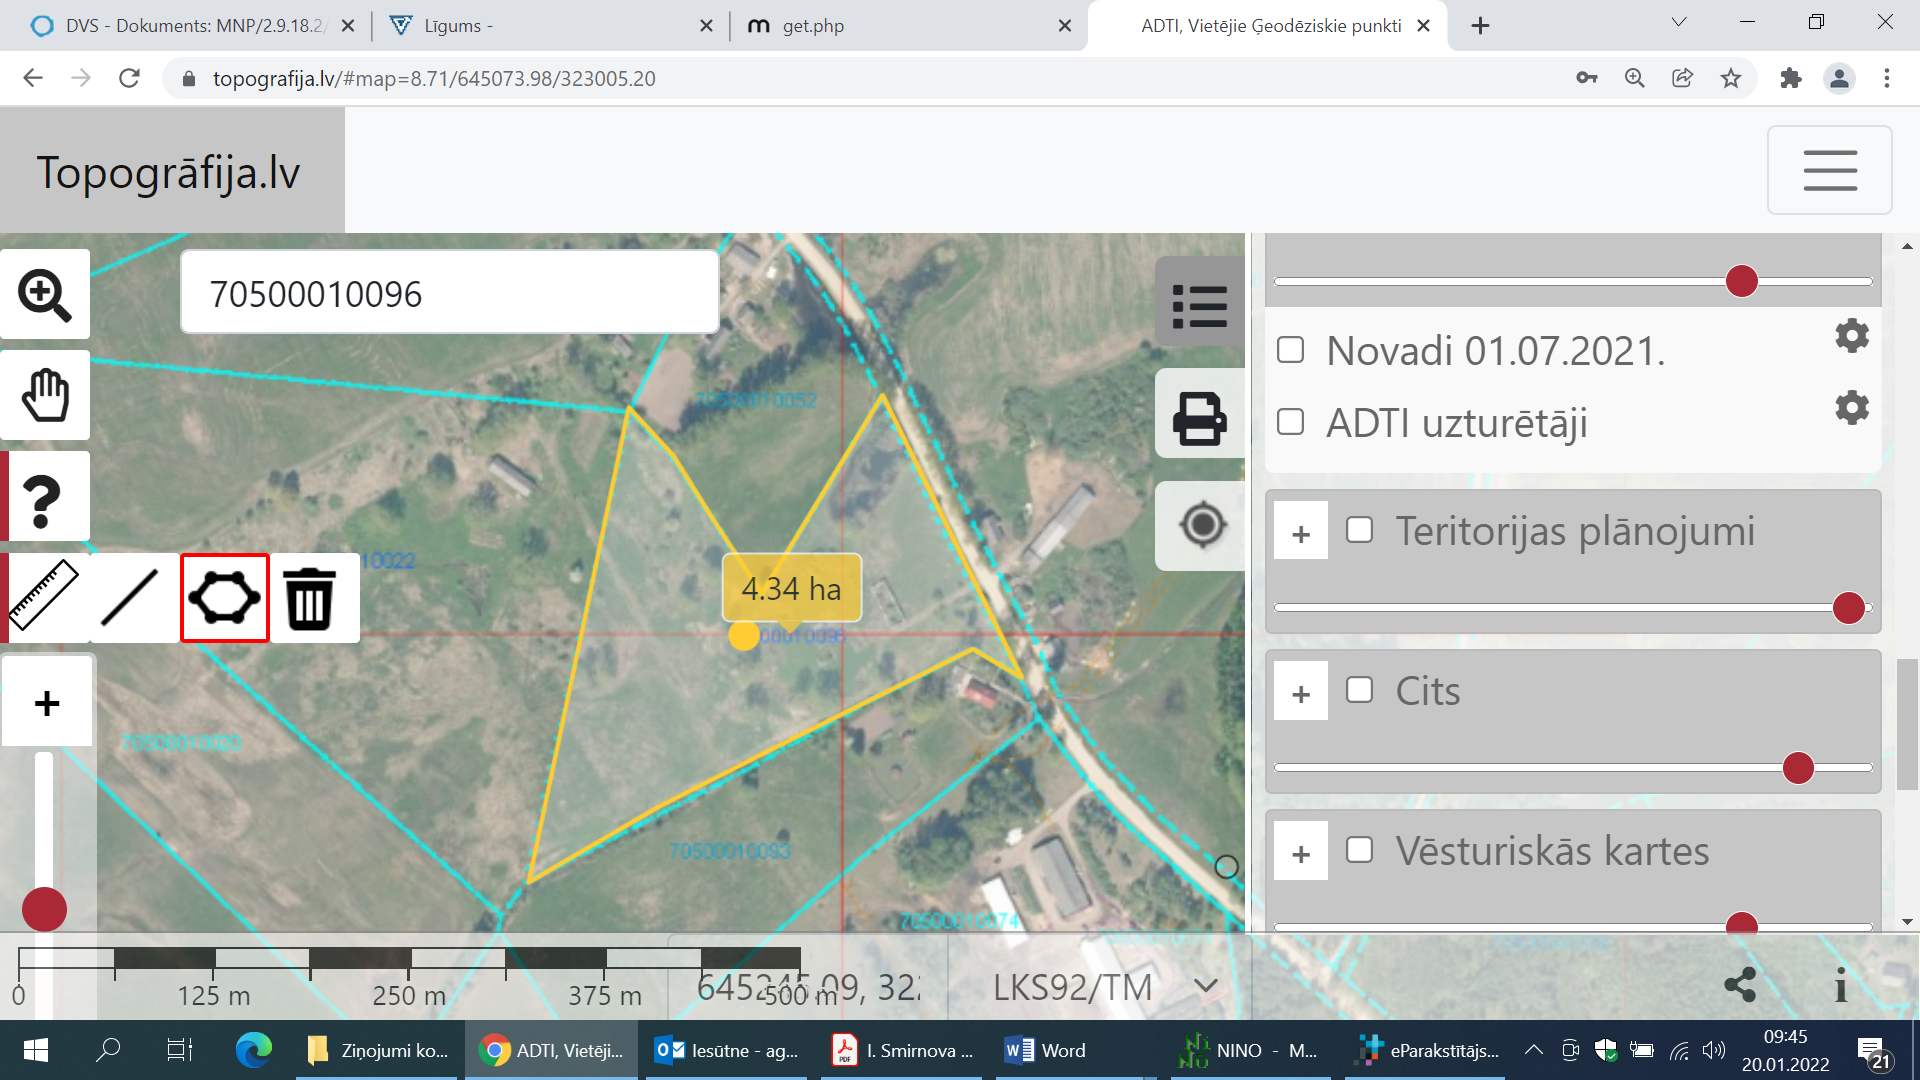 DVS - Dokuments: MNP/2.9.18.2/
Līgums -
get.php
ADTI, Vietējie Ģeodēziskie punkti
topografija.lv/#map=8.71/645073.98/323005.20
Topogrāfija.lv
70500010096
Novadi 01.07.2021.
70500010052
ADTI uzturētāji
Teritorijas plānojumi
10022
4.34 ha
00010096
Cits
70500010020
70500010093
Vēsturiskās kartes
70500010074
0
125 m
250 m
375 m
500 m
LKS92/TM
Ziņojumi ko...
ADTI, Vietēji...
Iesūtne - ag...
I. Smirnova ...
Word
NINO - M...
eParakstītājs...
09:45
20.01.2022
21